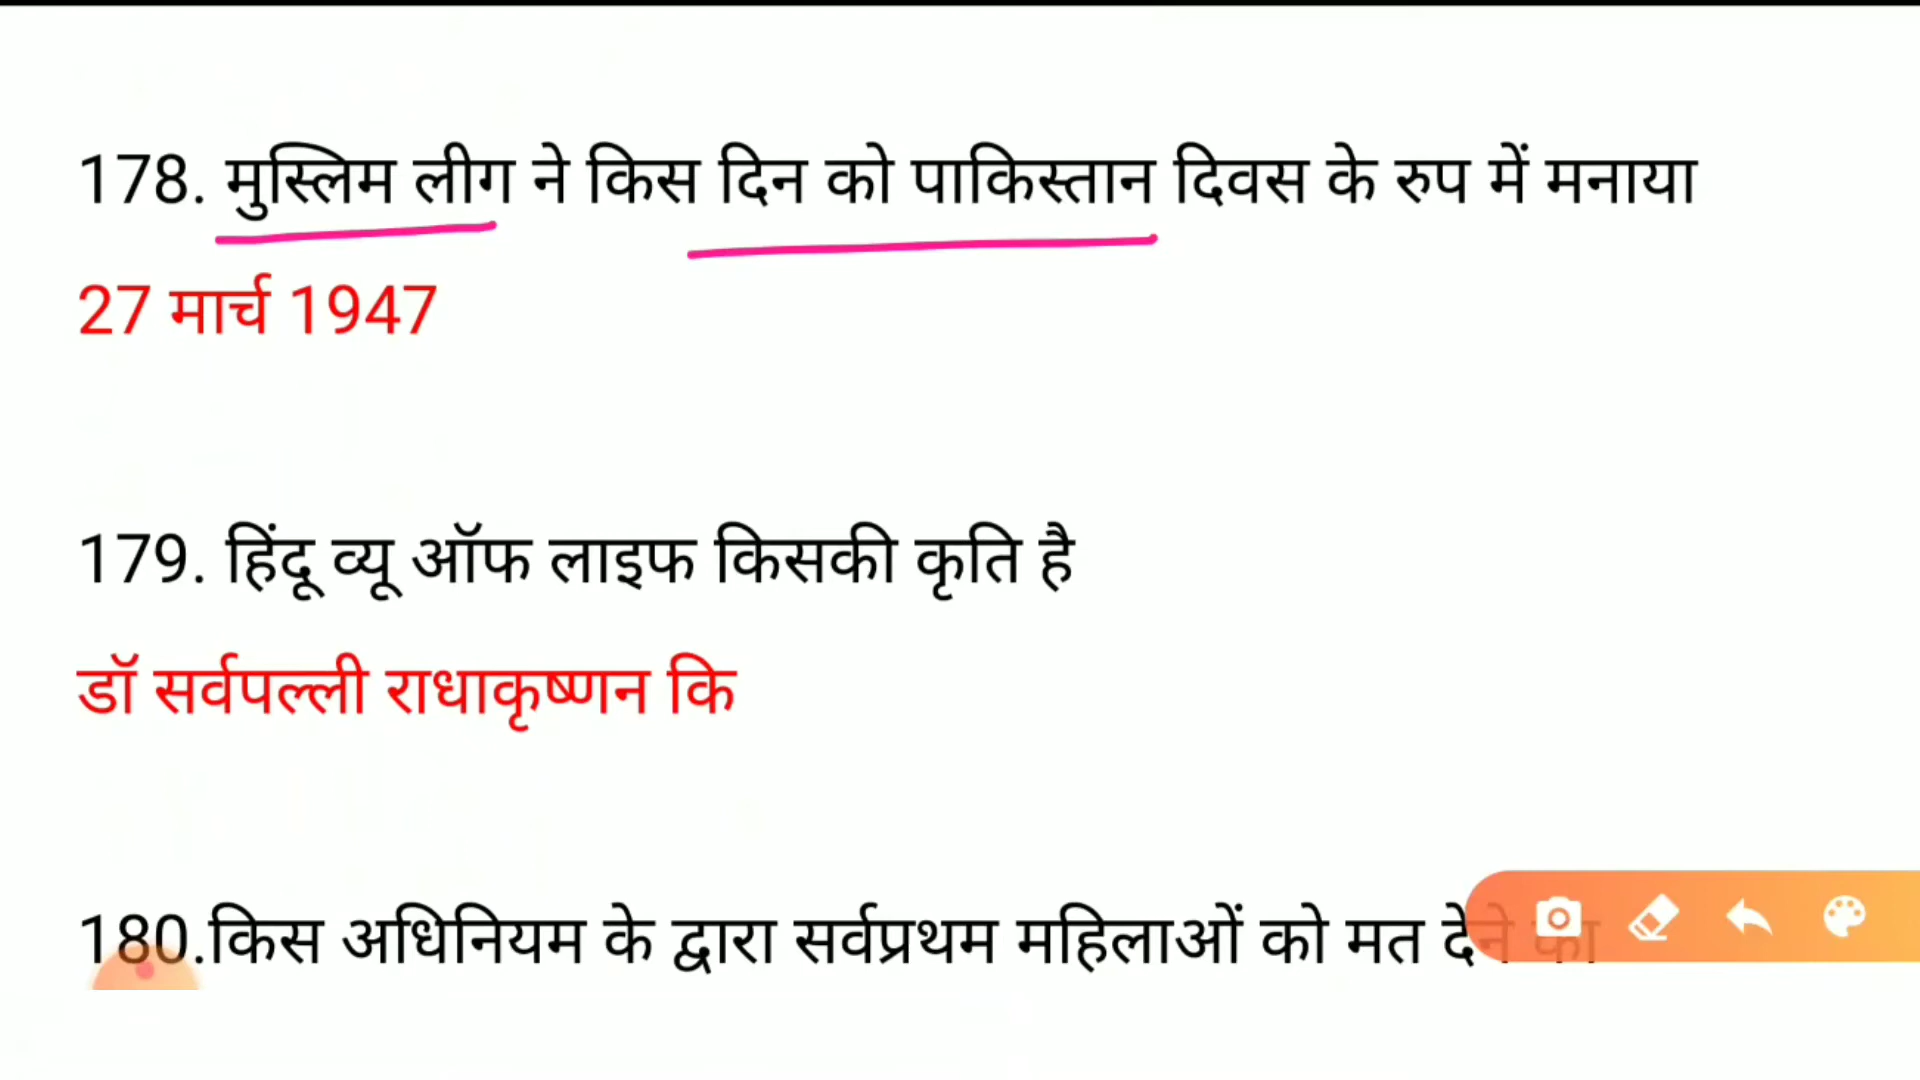 178. मुस्लिम लीग ने किस दिन को पाकिस्तान दिवस के रुप में मनाया
27 मार्च 1947
179. हिंदू व्यू ऑफ लाइफ किसकी कृति है
डॉ सर्वपल्ली राधाकृष्णन कि
180.किस अधिनियम के द्वारा सर्वप्रथम महिलाओं को मत देने का